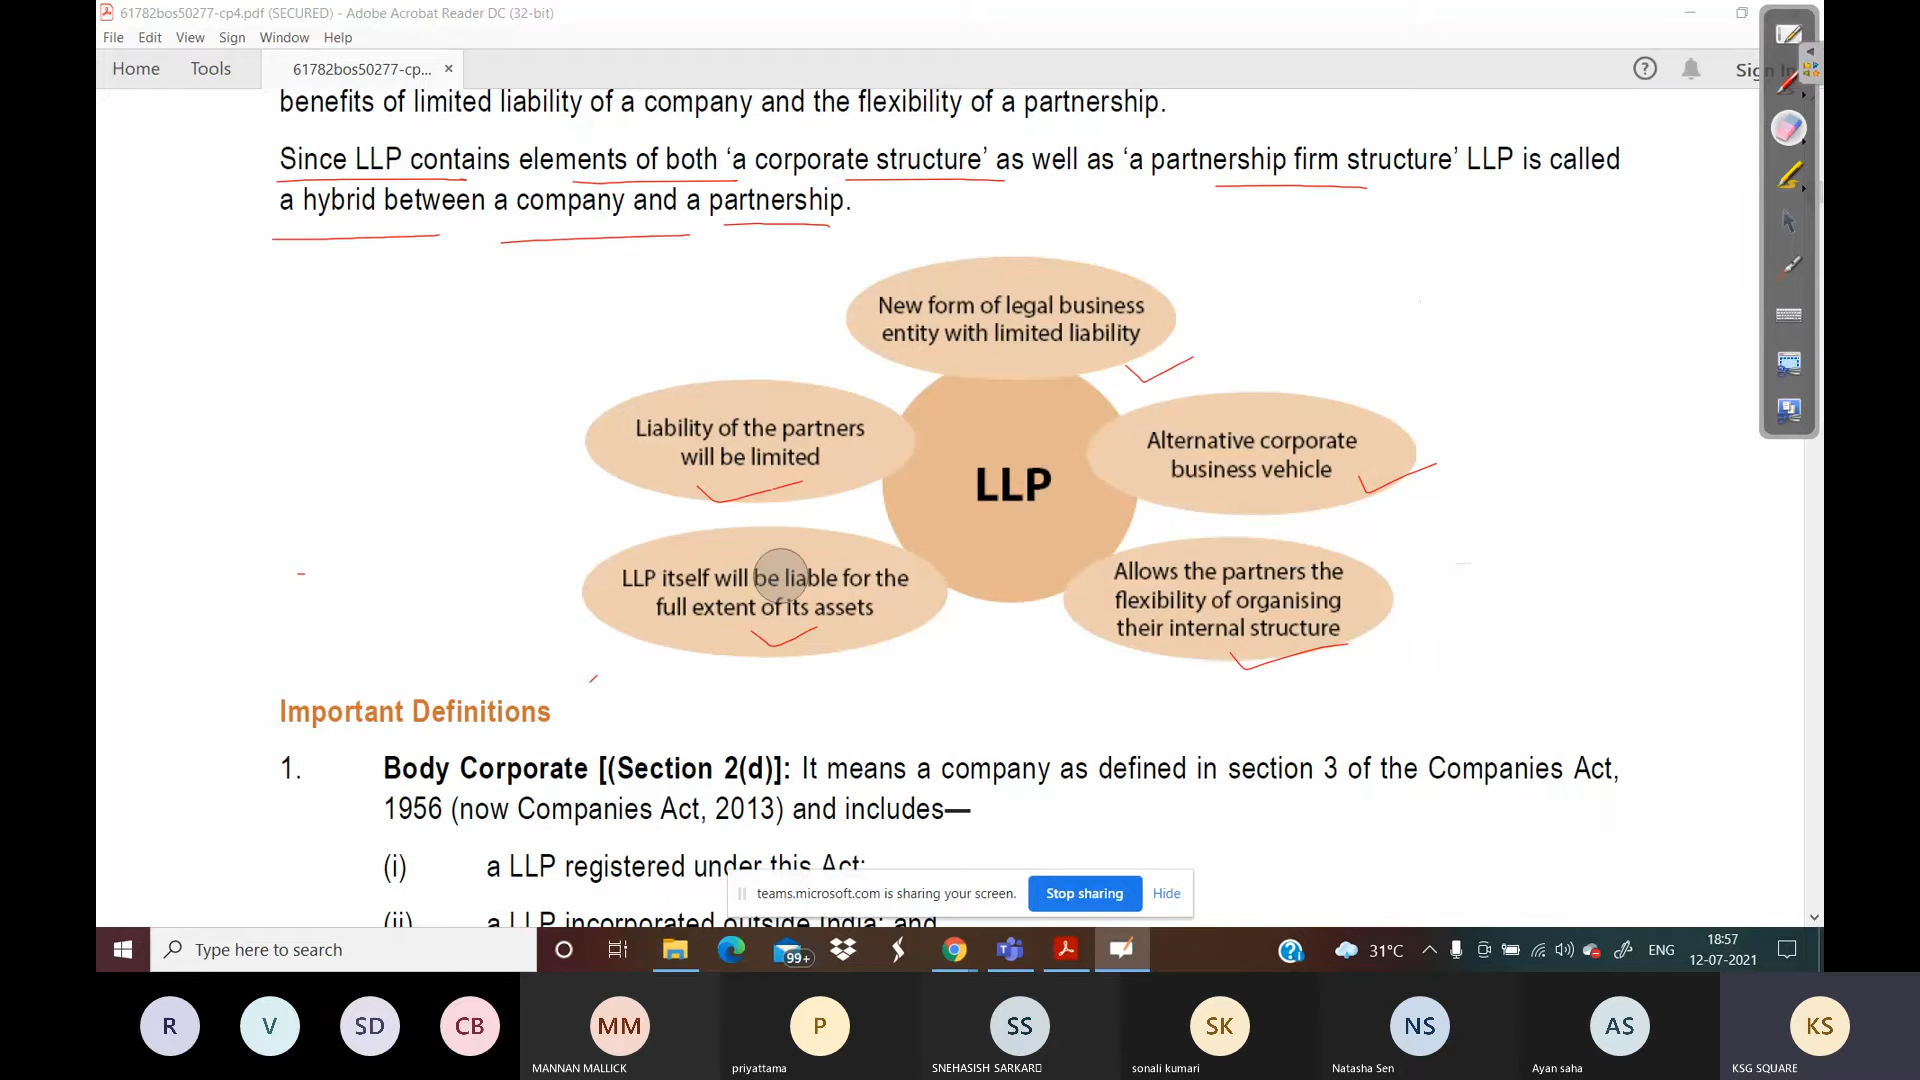 61782bos50277-cp4.pdf (SECURED) - Adobe Acrobat Reader DC (32-bit)
File Edit View Sign Window Help
Home Tools 61782bos50277-cp... × Sign In
benefits of limited liability of a company and the flexibility of a partnership.
Since LLP contains elements of both ‘a corporate structure’ as well as ‘a partnership firm structure’ LLP is called
a hybrid between a company and a partnership.
New form of legal business
entity with limited liability
Liability of the partners
will be limited
Alternative corporate
business vehicle
LLP
LLP itself will be liable for the
full extent of its assets
Allows the partners the
flexibility of organising
their internal structure
Important Definitions
1. Body Corporate [(Section 2(d)]: It means a company as defined in section 3 of the Companies Act,
1956 (now Companies Act, 2013) and includes—
(i) a LLP registered under this Act;
(ii) a LLP incorporated outside India; and
teams.microsoft.com is sharing your screen. Stop sharing Hide
Type here to search
99+
31°C
ENG
18:57
12-07-2021
R V SD CB MM P SS SK NS AS KS
MANNAN MALLICK priyattama SNEHASISH SARKAR sonali kumari Natasha Sen Ayan saha KSG SQUARE